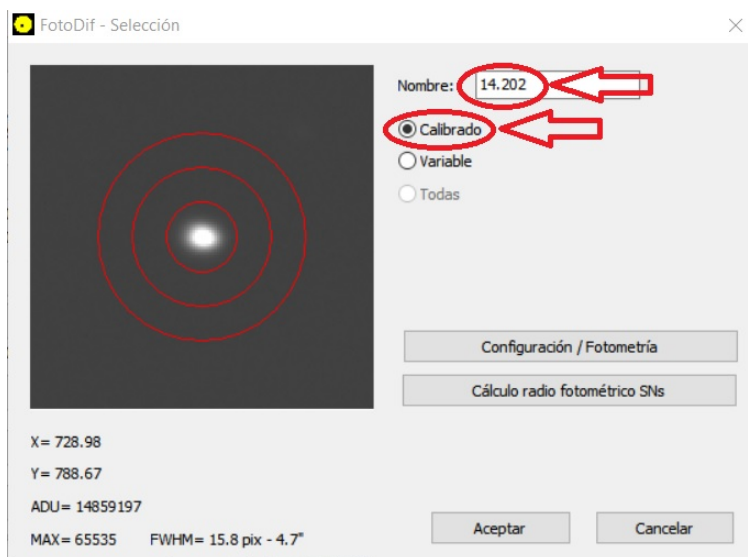 FotoDif - Selección
Nombre: 14.202
Calibrado
Variable
Todas
Configuración / Fotometría
Cálculo radio fotométrico SNs
X= 728.98
Y= 788.67
ADU= 14859197
MAX= 65535 FWHM= 15.8 pix - 4.7"
Aceptar Cancelar